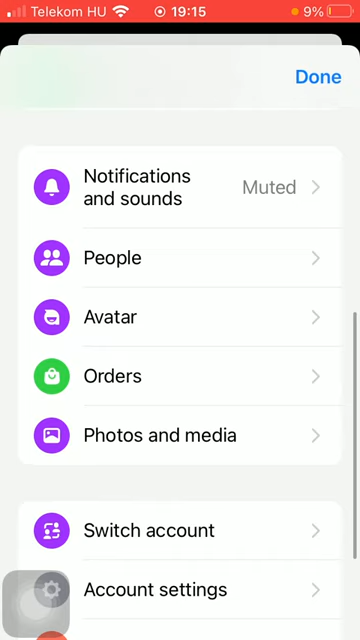 Telekom HU 19:15 9%
Done
Notifications
and sounds
Muted
People
Avatar
Orders
Photos and media
Switch account
Account settings